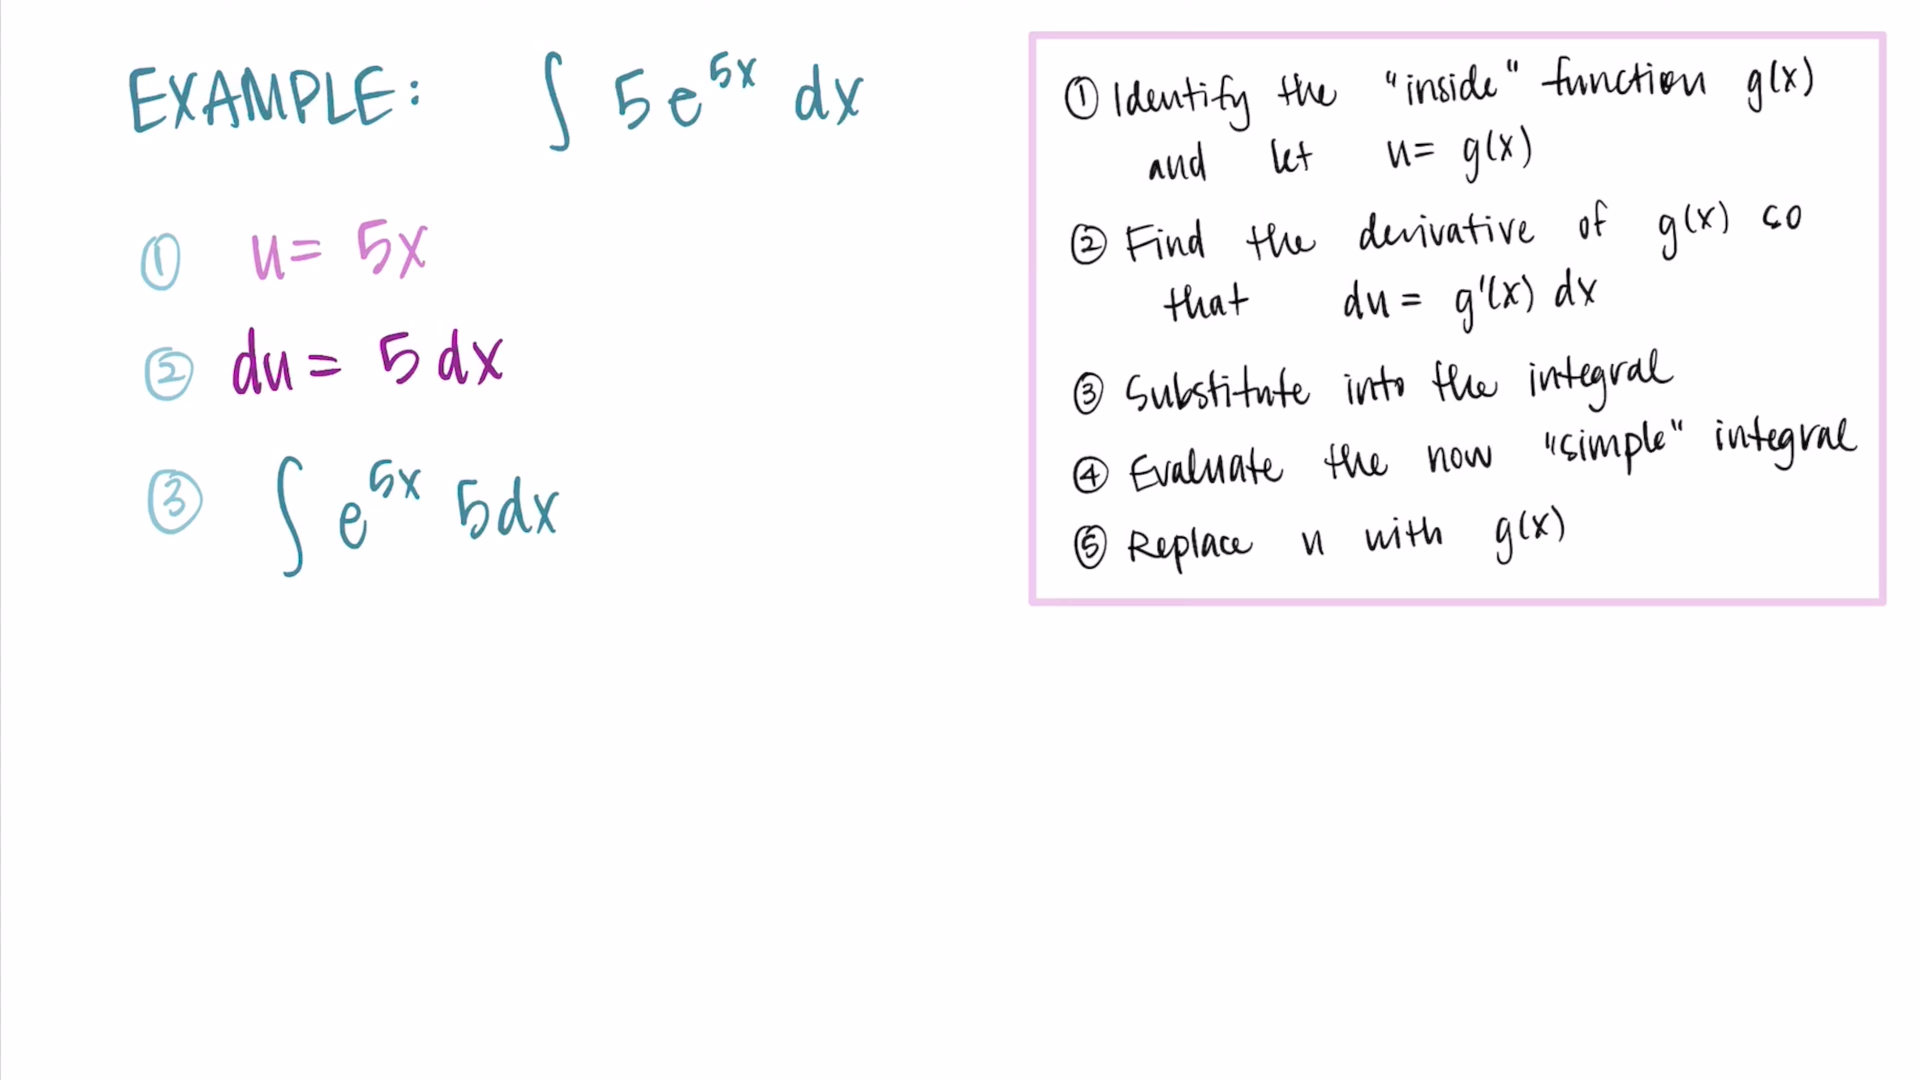 EXAMPLE: ∫ 5e^{5x} dx
① u= 5x
② du = 5 dx
③ ∫ e^{5x} 5dx
① Identify the "inside" function g(x)
and let u= g(x)
② Find the derivative of g(x) so
that du = g'(x) dx
③ Substitute into the integral
④ Evaluate the now "simple" integral
⑤ Replace u with g(x)